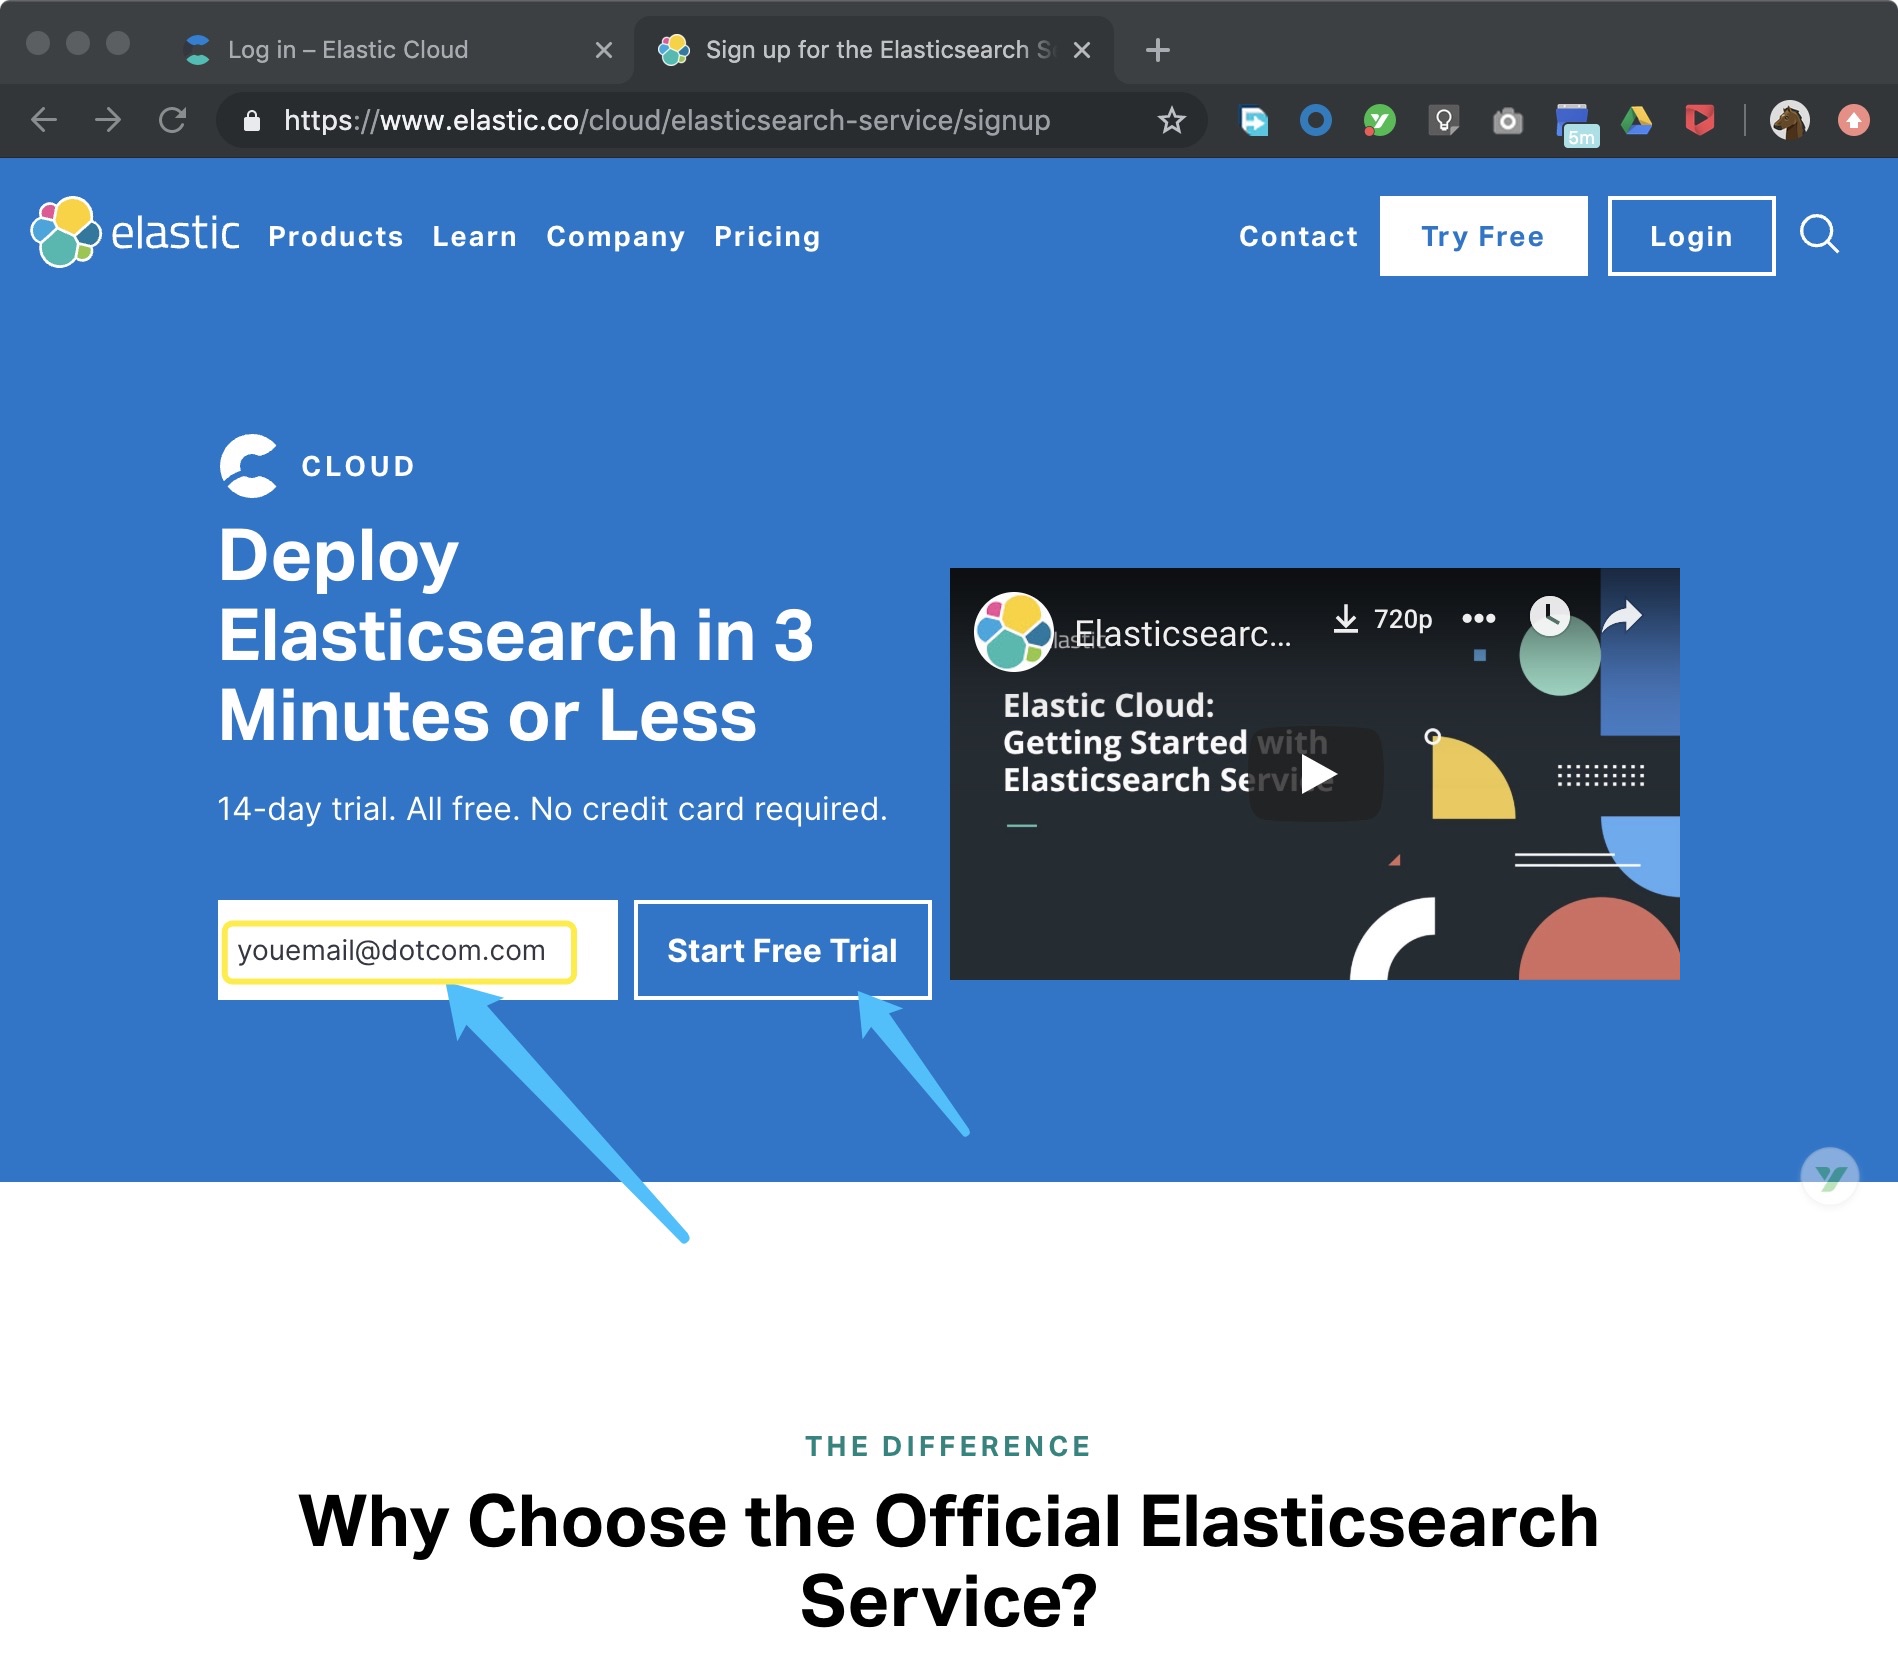 Log in – Elastic Cloud
Sign up for the Elasticsearch S
https://www.elastic.co/cloud/elasticsearch-service/signup
5m
elastic
Products
Learn
Company
Pricing
Contact
Try Free
Login
CLOUD
Deploy
Elasticsearch in 3
Minutes or Less
14-day trial. All free. No credit card required.
youemail@dotcom.com
Start Free Trial
Elasticsearc...
720p
Elastic Cloud:
Getting Started with
Elasticsearch Service
THE DIFFERENCE
Why Choose the Official Elasticsearch
Service?